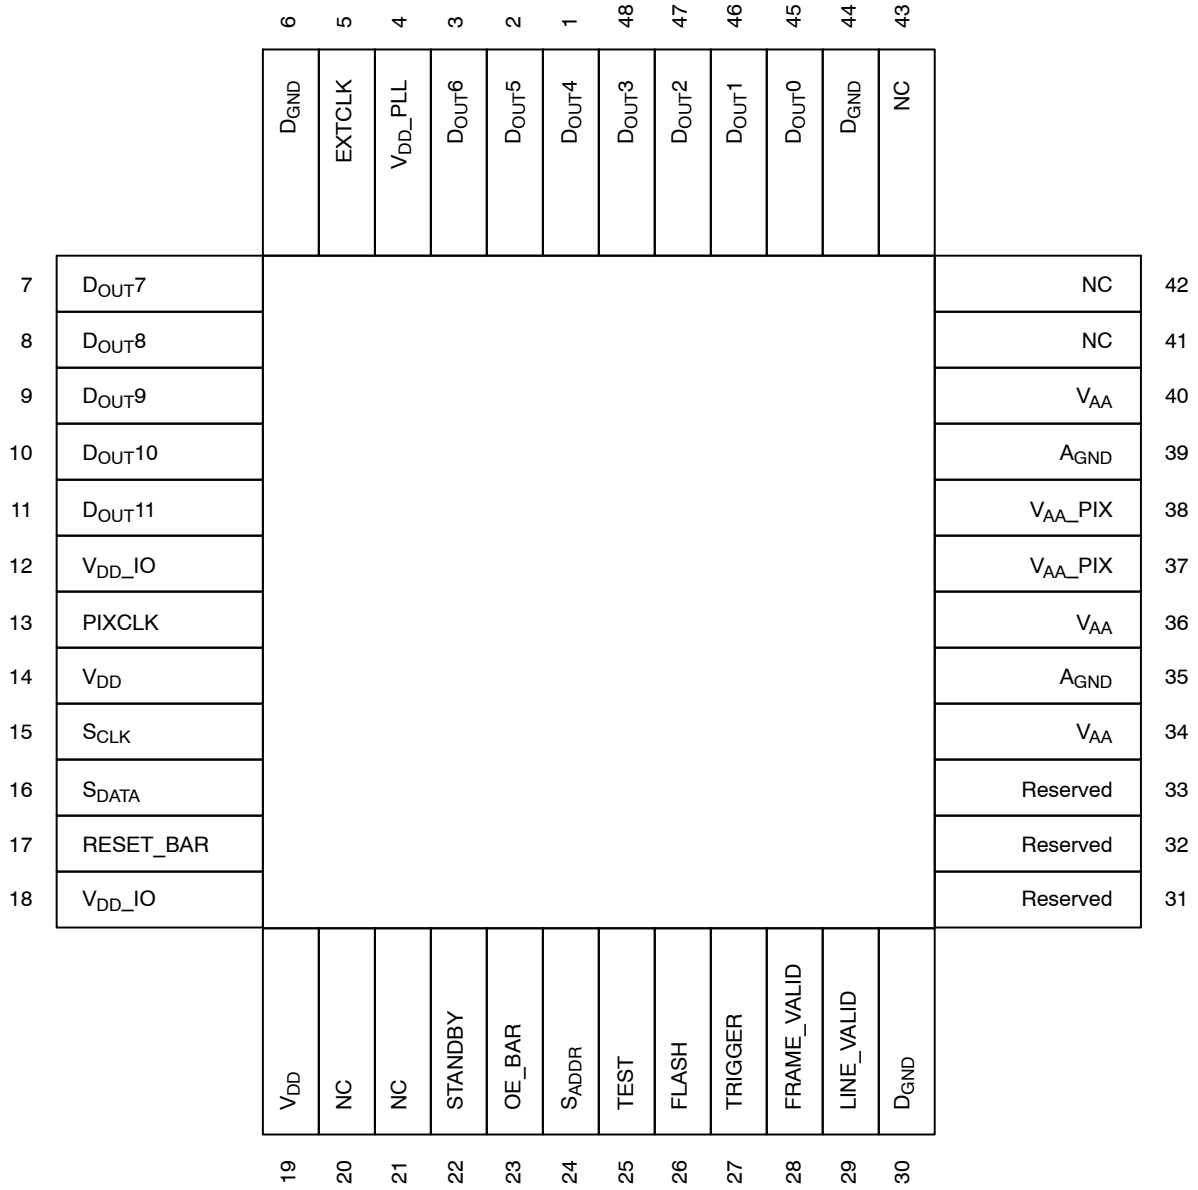 6 5 4 3 2 1 48 47 46 45 44 43
DGND EXTCLK VDD_PLL DOUT6 DOUT5 DOUT4 DOUT3 DOUT2 DOUT1 DOUT0 DGND NC
7 DOUT7 NC 42
8 DOUT8 NC 41
9 DOUT9 VAA 40
10 DOUT10 AGND 39
11 DOUT11 VAA_PIX 38
12 VDD_IO VAA_PIX 37
13 PIXCLK VAA 36
14 VDD AGND 35
15 SCLK VAA 34
16 SDATA Reserved 33
17 RESET_BAR Reserved 32
18 VDD_IO Reserved 31
VDD NC NC STANDBY OE_BAR SADDR TEST FLASH TRIGGER FRAME_VALID LINE_VALID DGND
19 20 21 22 23 24 25 26 27 28 29 30